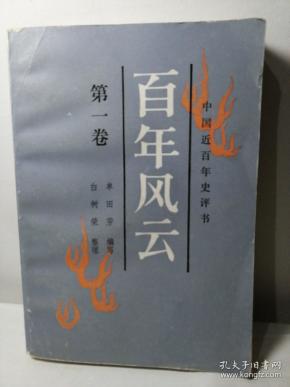 中国近百年史评书
百年风云
第一卷
单田芳 编写
白树荣 整理
孔夫子旧书网